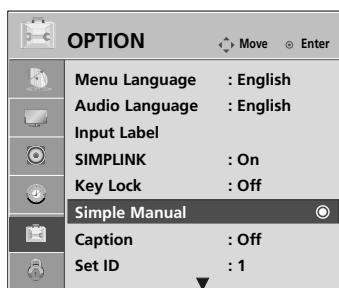 OPTION Move Enter
Menu Language : English
Audio Language : English
Input Label
SIMPLINK : On
Key Lock : Off
Simple Manual
Caption : Off
Set ID : 1